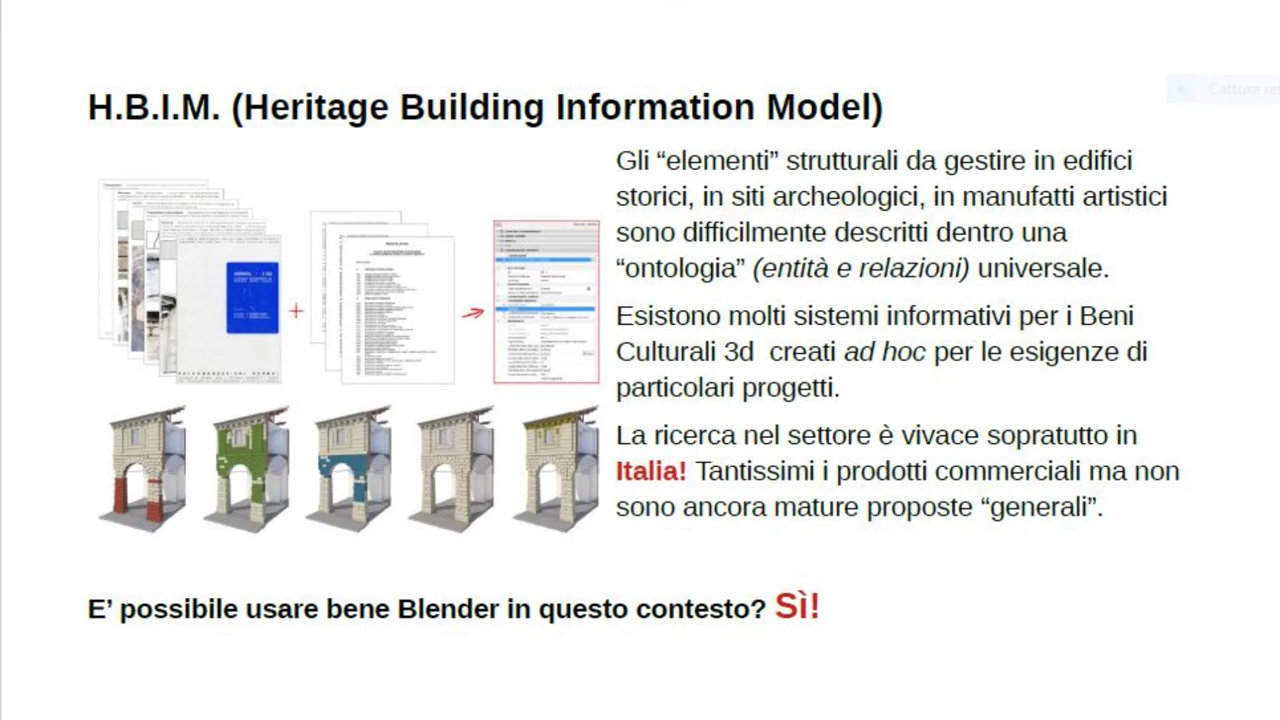 H.B.I.M. (Heritage Building Information Model)
Gli “elementi” strutturali da gestire in edifici
storici, in siti archeologici, in manufatti artistici
sono difficilmente descritti dentro una
“ontologia” (entità e relazioni) universale.
Esistono molti sistemi informativi per i Beni
Culturali 3d  creati ad hoc per le esigenze di
particolari progetti.
La ricerca nel settore è vivace sopratutto in
Italia! Tantissimi i prodotti commerciali ma non
sono ancora mature proposte “generali”.
E’ possibile usare bene Blender in questo contesto? Sì!